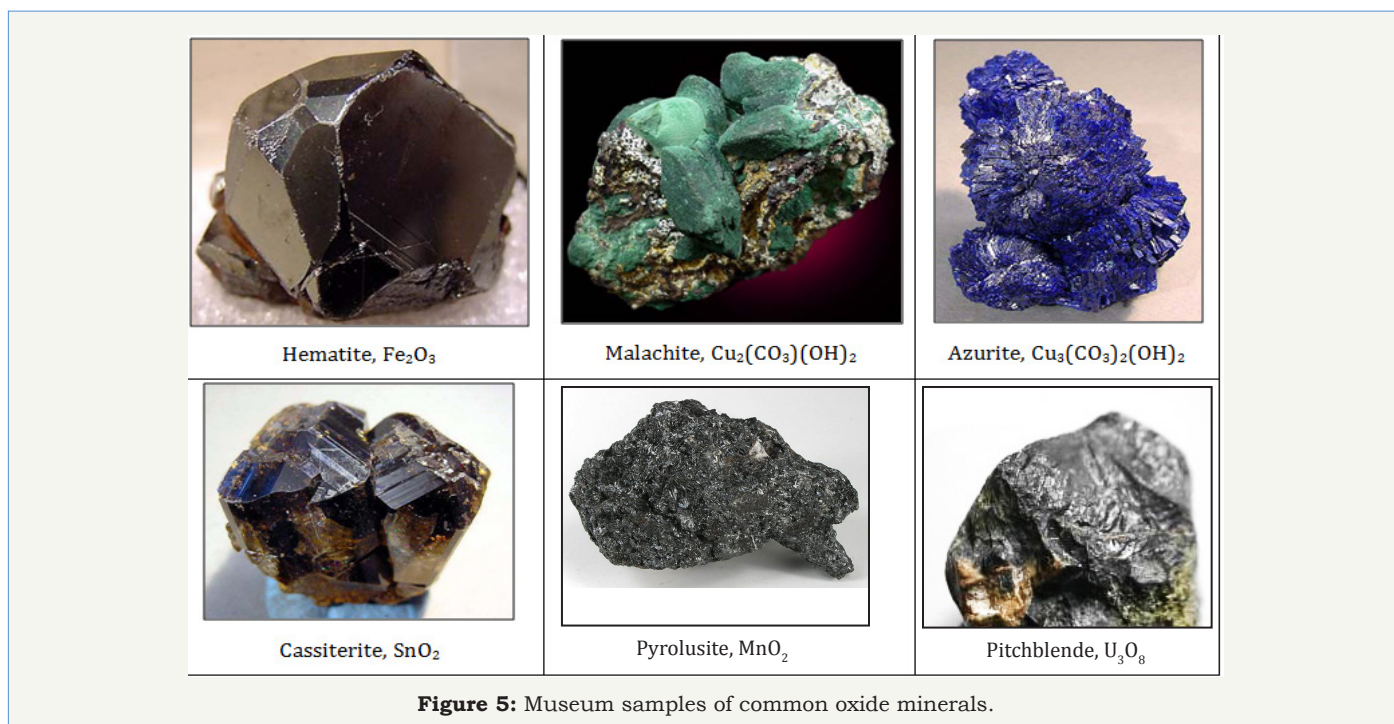 Hematite, Fe₂O₃
Malachite, Cu₂(CO₃)(OH)₂
Azurite, Cu₃(CO₃)₂(OH)₂
Cassiterite, SnO₂
Pyrolusite, MnO₂
Pitchblende, U₃O₈
Figure 5: Museum samples of common oxide minerals.